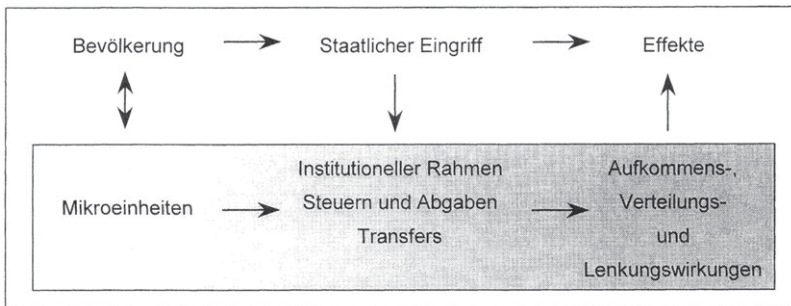 Bevölkerung
Staatlicher Eingriff
Effekte
Mikroeinheiten
Institutioneller Rahmen
Steuern und Abgaben
Transfers
Aufkommens-,
Verteilungs-
und
Lenkungswirkungen